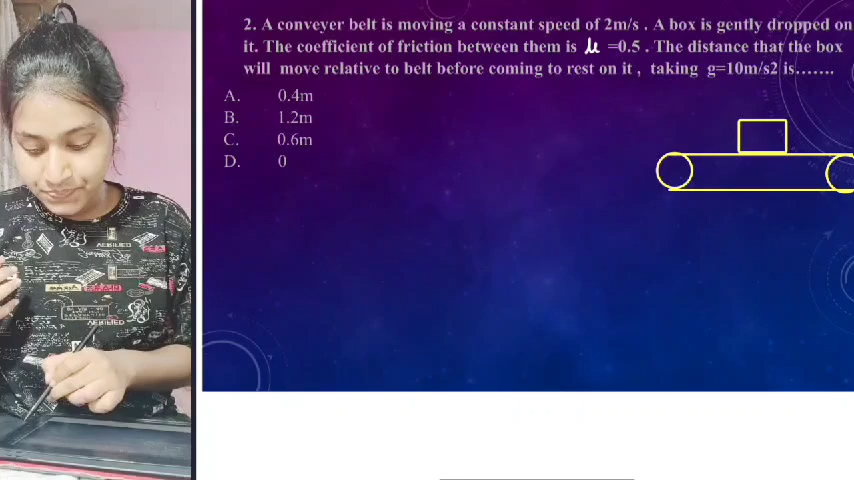 2. A conveyer belt is moving a constant speed of 2m/s . A box is gently dropped on
it. The coefficient of friction between them is μ =0.5 . The distance that the box
will move relative to belt before coming to rest on it , taking g=10m/s2 is.......
A. 0.4m
B. 1.2m
C. 0.6m
D. 0
AEBILIED
AEBILIED